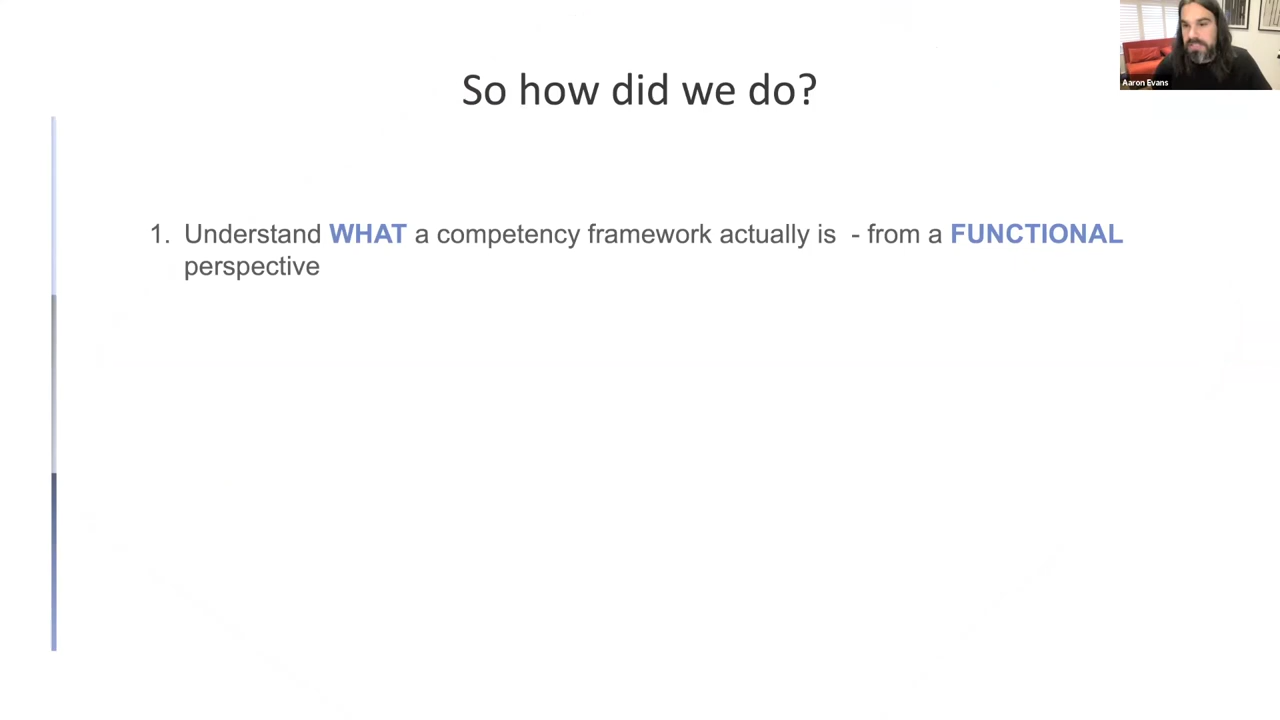 So how did we do?
Aaron Evans
1. Understand WHAT a competency framework actually is - from a FUNCTIONAL
perspective